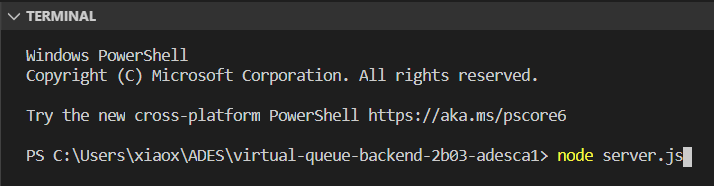 TERMINAL
Windows PowerShell
Copyright (C) Microsoft Corporation. All rights reserved.
Try the new cross-platform PowerShell https://aka.ms/pscore6
PS C:\Users\xiaox\ADES\virtual-queue-backend-2b03-adesca1> node server.js